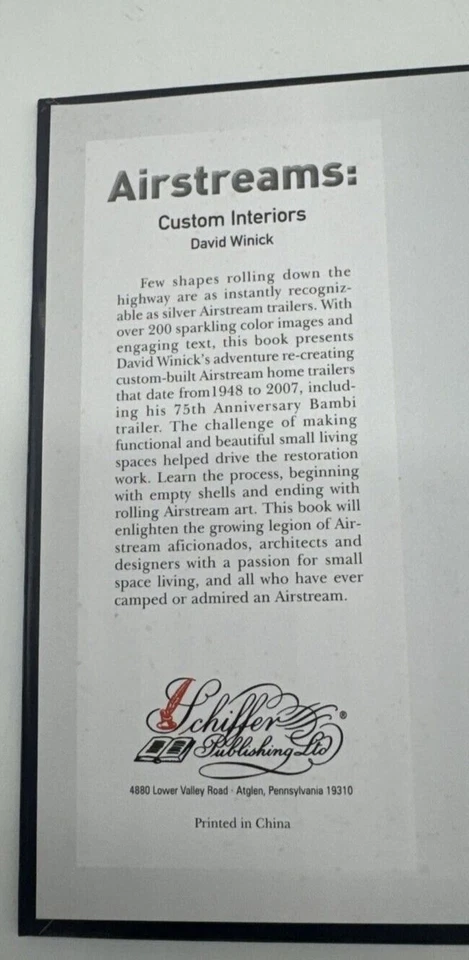 Airstreams:
Custom Interiors
David Winick
Few shapes rolling down the
highway are as instantly recogniz-
able as silver Airstream trailers. With
over 200 sparkling color images and
engaging text, this book presents
David Winick's adventure re-creating
custom-built Airstream home trailers
that date from1948 to 2007, includ-
ing his 75th Anniversary Bambi
trailer. The challenge of making
functional and beautiful small living
spaces helped drive the restoration
work. Learn the process, beginning
with empty shells and ending with
rolling Airstream art. This book will
enlighten the growing legion of Air-
stream aficionados, architects and
designers with a passion for small
space living, and all who have ever
camped or admired an Airstream.
Schiffer ®
Publishing Ltd
4880 Lower Valley Road · Atglen, Pennsylvania 19310
Printed in China